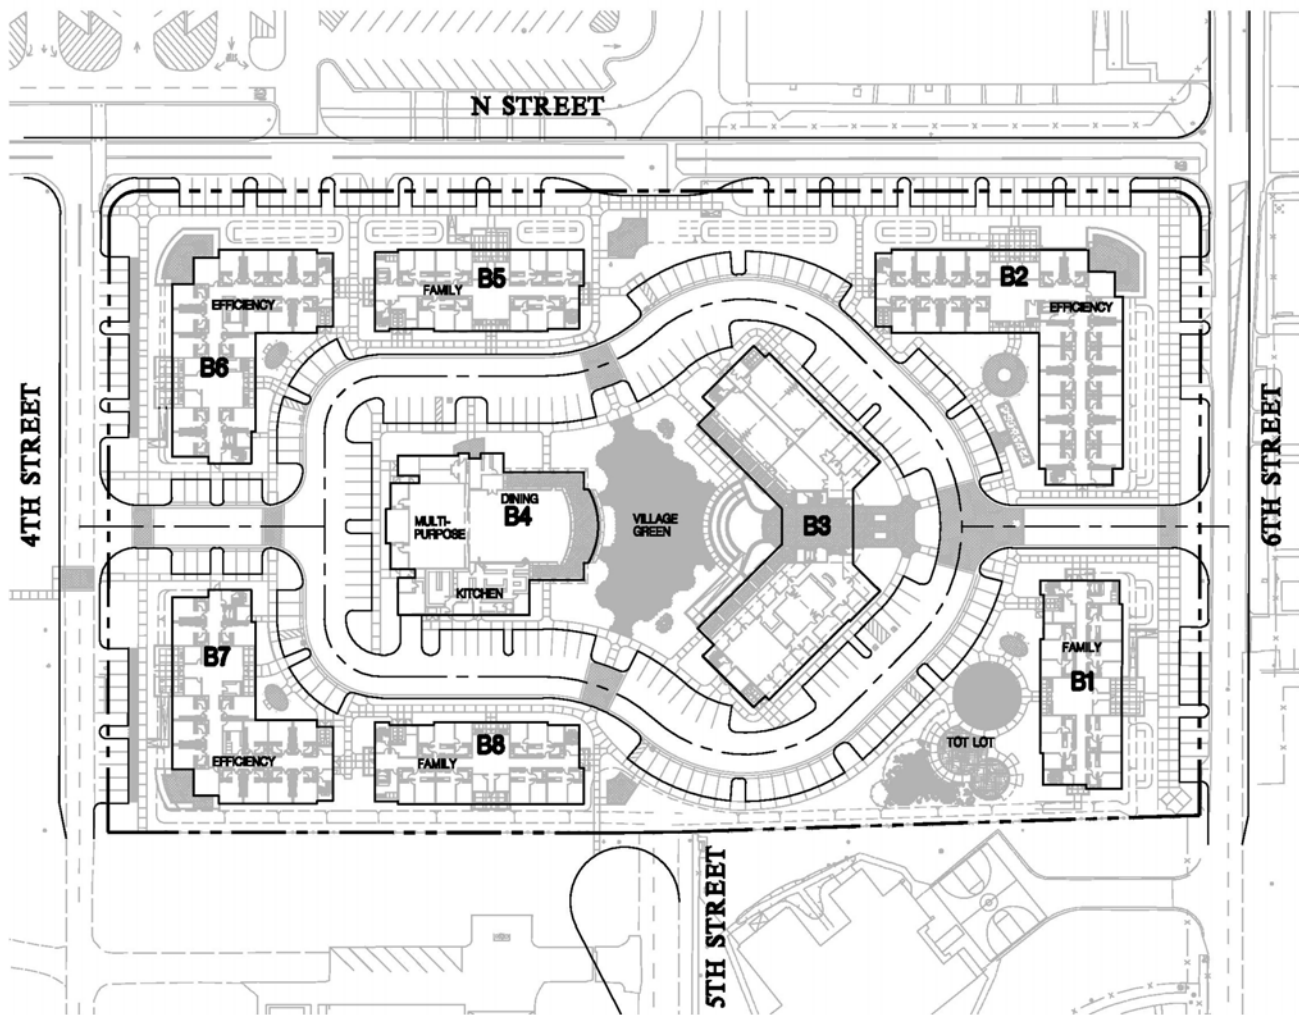 N STREET
B5
FAMILY
B2
EFFICIENCY
EFFICIENCY
B6
4TH STREET
6TH STREET
DINING
B4
MULTI-
PURPOSE
KITCHEN
VILLAGE
GREEN
B3
B7
EFFICIENCY
B8
FAMILY
FAMILY
B1
TOT LOT
5TH STREET